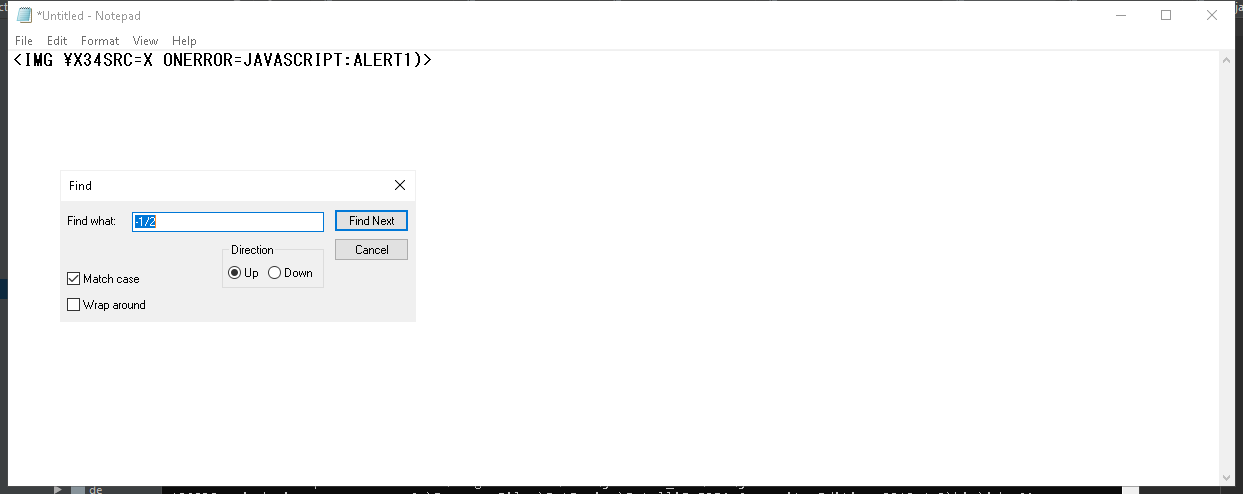 *Untitled - Notepad
File Edit Format View Help
<IMG ¥X34SRC=X ONERROR=JAVASCRIPT:ALERT1)>
Find
Find what: -1/2 Find Next
Direction Cancel
Up Down
Match case
Wrap around
de